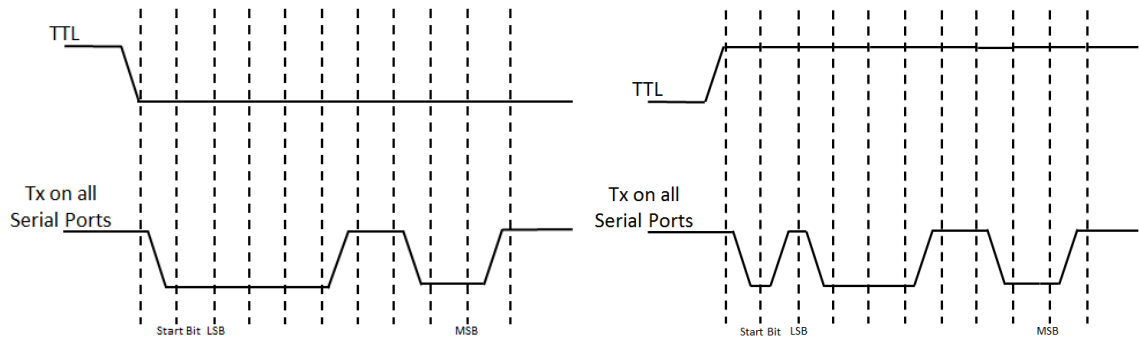 TTL
Tx on all
Serial Ports
Start Bit LSB MSB
TTL
Tx on all
Serial Ports
Start Bit LSB MSB